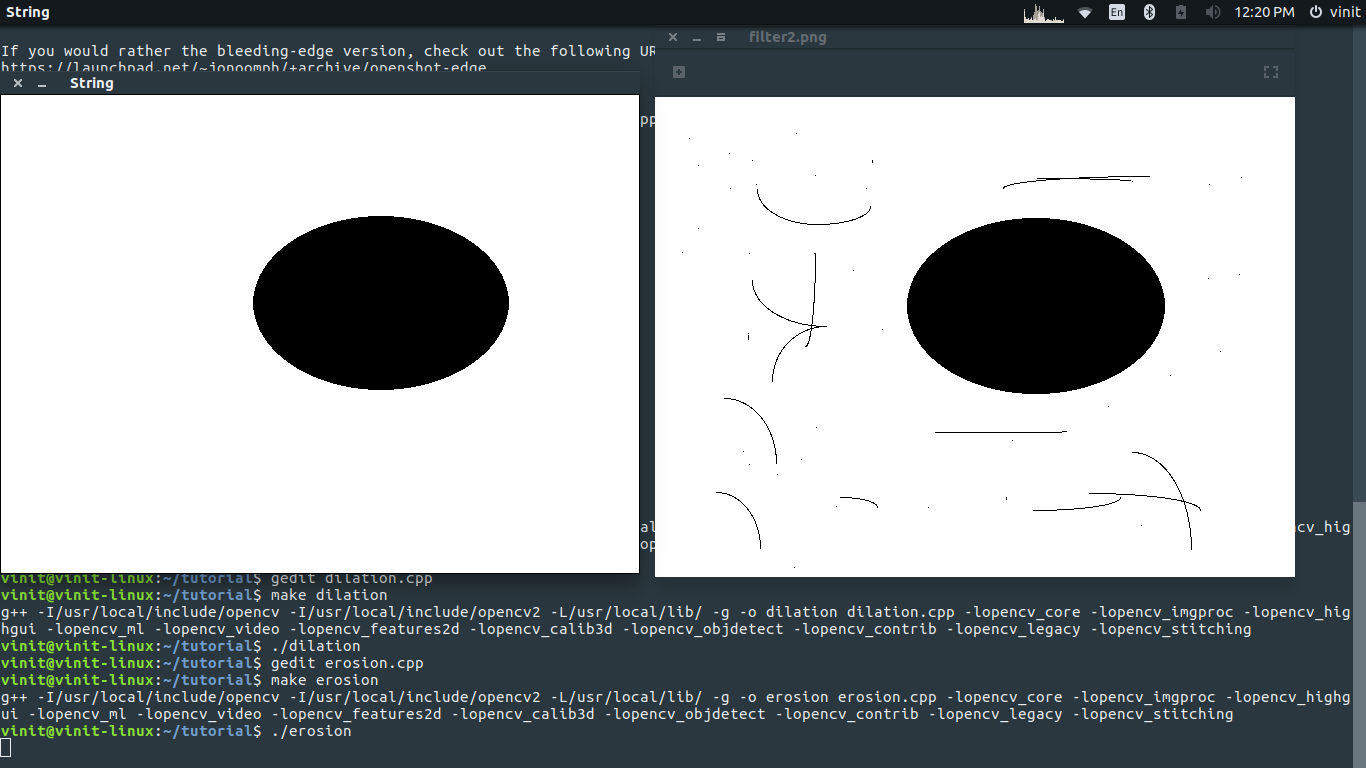 String
En
12:20 PM
vinit
If you would rather the bleeding-edge version, check out the following UR
https://launchpad.net/~jonoomph/+archive/openshot-edge
filter2.png
String
pp
al
cv_hig
op
vinit@vinit-linux:~/tutorial$ gedit dilation.cpp
vinit@vinit-linux:~/tutorial$ make dilation
g++ -I/usr/local/include/opencv -I/usr/local/include/opencv2 -L/usr/local/lib/ -g -o dilation dilation.cpp -lopencv_core -lopencv_imgproc -lopencv_hig
hgui -lopencv_ml -lopencv_video -lopencv_features2d -lopencv_calib3d -lopencv_objdetect -lopencv_contrib -lopencv_legacy -lopencv_stitching
vinit@vinit-linux:~/tutorial$ ./dilation
vinit@vinit-linux:~/tutorial$ gedit erosion.cpp
vinit@vinit-linux:~/tutorial$ make erosion
g++ -I/usr/local/include/opencv -I/usr/local/include/opencv2 -L/usr/local/lib/ -g -o erosion erosion.cpp -lopencv_core -lopencv_imgproc -lopencv_highg
ui -lopencv_ml -lopencv_video -lopencv_features2d -lopencv_calib3d -lopencv_objdetect -lopencv_contrib -lopencv_legacy -lopencv_stitching
vinit@vinit-linux:~/tutorial$ ./erosion